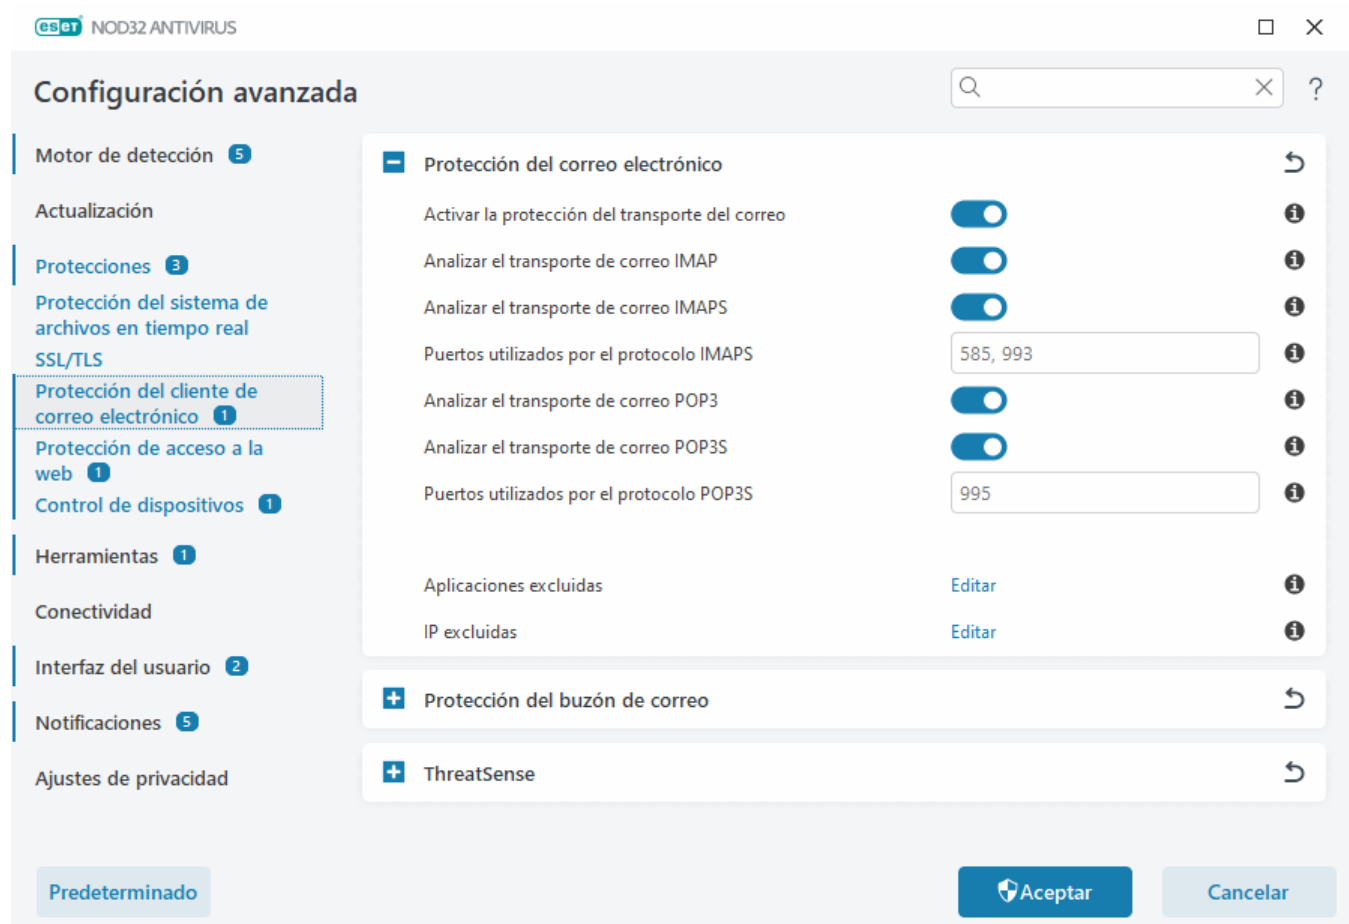 eset NOD32 ANTIVIRUS
Configuración avanzada
?
Motor de detección 5
Actualización
Protecciones 3
Protección del sistema de
archivos en tiempo real
SSL/TLS
Protección del cliente de
correo electrónico 1
Protección de acceso a la
web 1
Control de dispositivos 1
Herramientas 1
Conectividad
Interfaz del usuario 2
Notificaciones 5
Ajustes de privacidad
Protección del correo electrónico
Activar la protección del transporte del correo
Analizar el transporte de correo IMAP
Analizar el transporte de correo IMAPS
Puertos utilizados por el protocolo IMAPS 585, 993
Analizar el transporte de correo POP3
Analizar el transporte de correo POP3S
Puertos utilizados por el protocolo POP3S 995
Aplicaciones excluidas Editar
IP excluidas Editar
Protección del buzón de correo
ThreatSense
Predeterminado
Aceptar
Cancelar